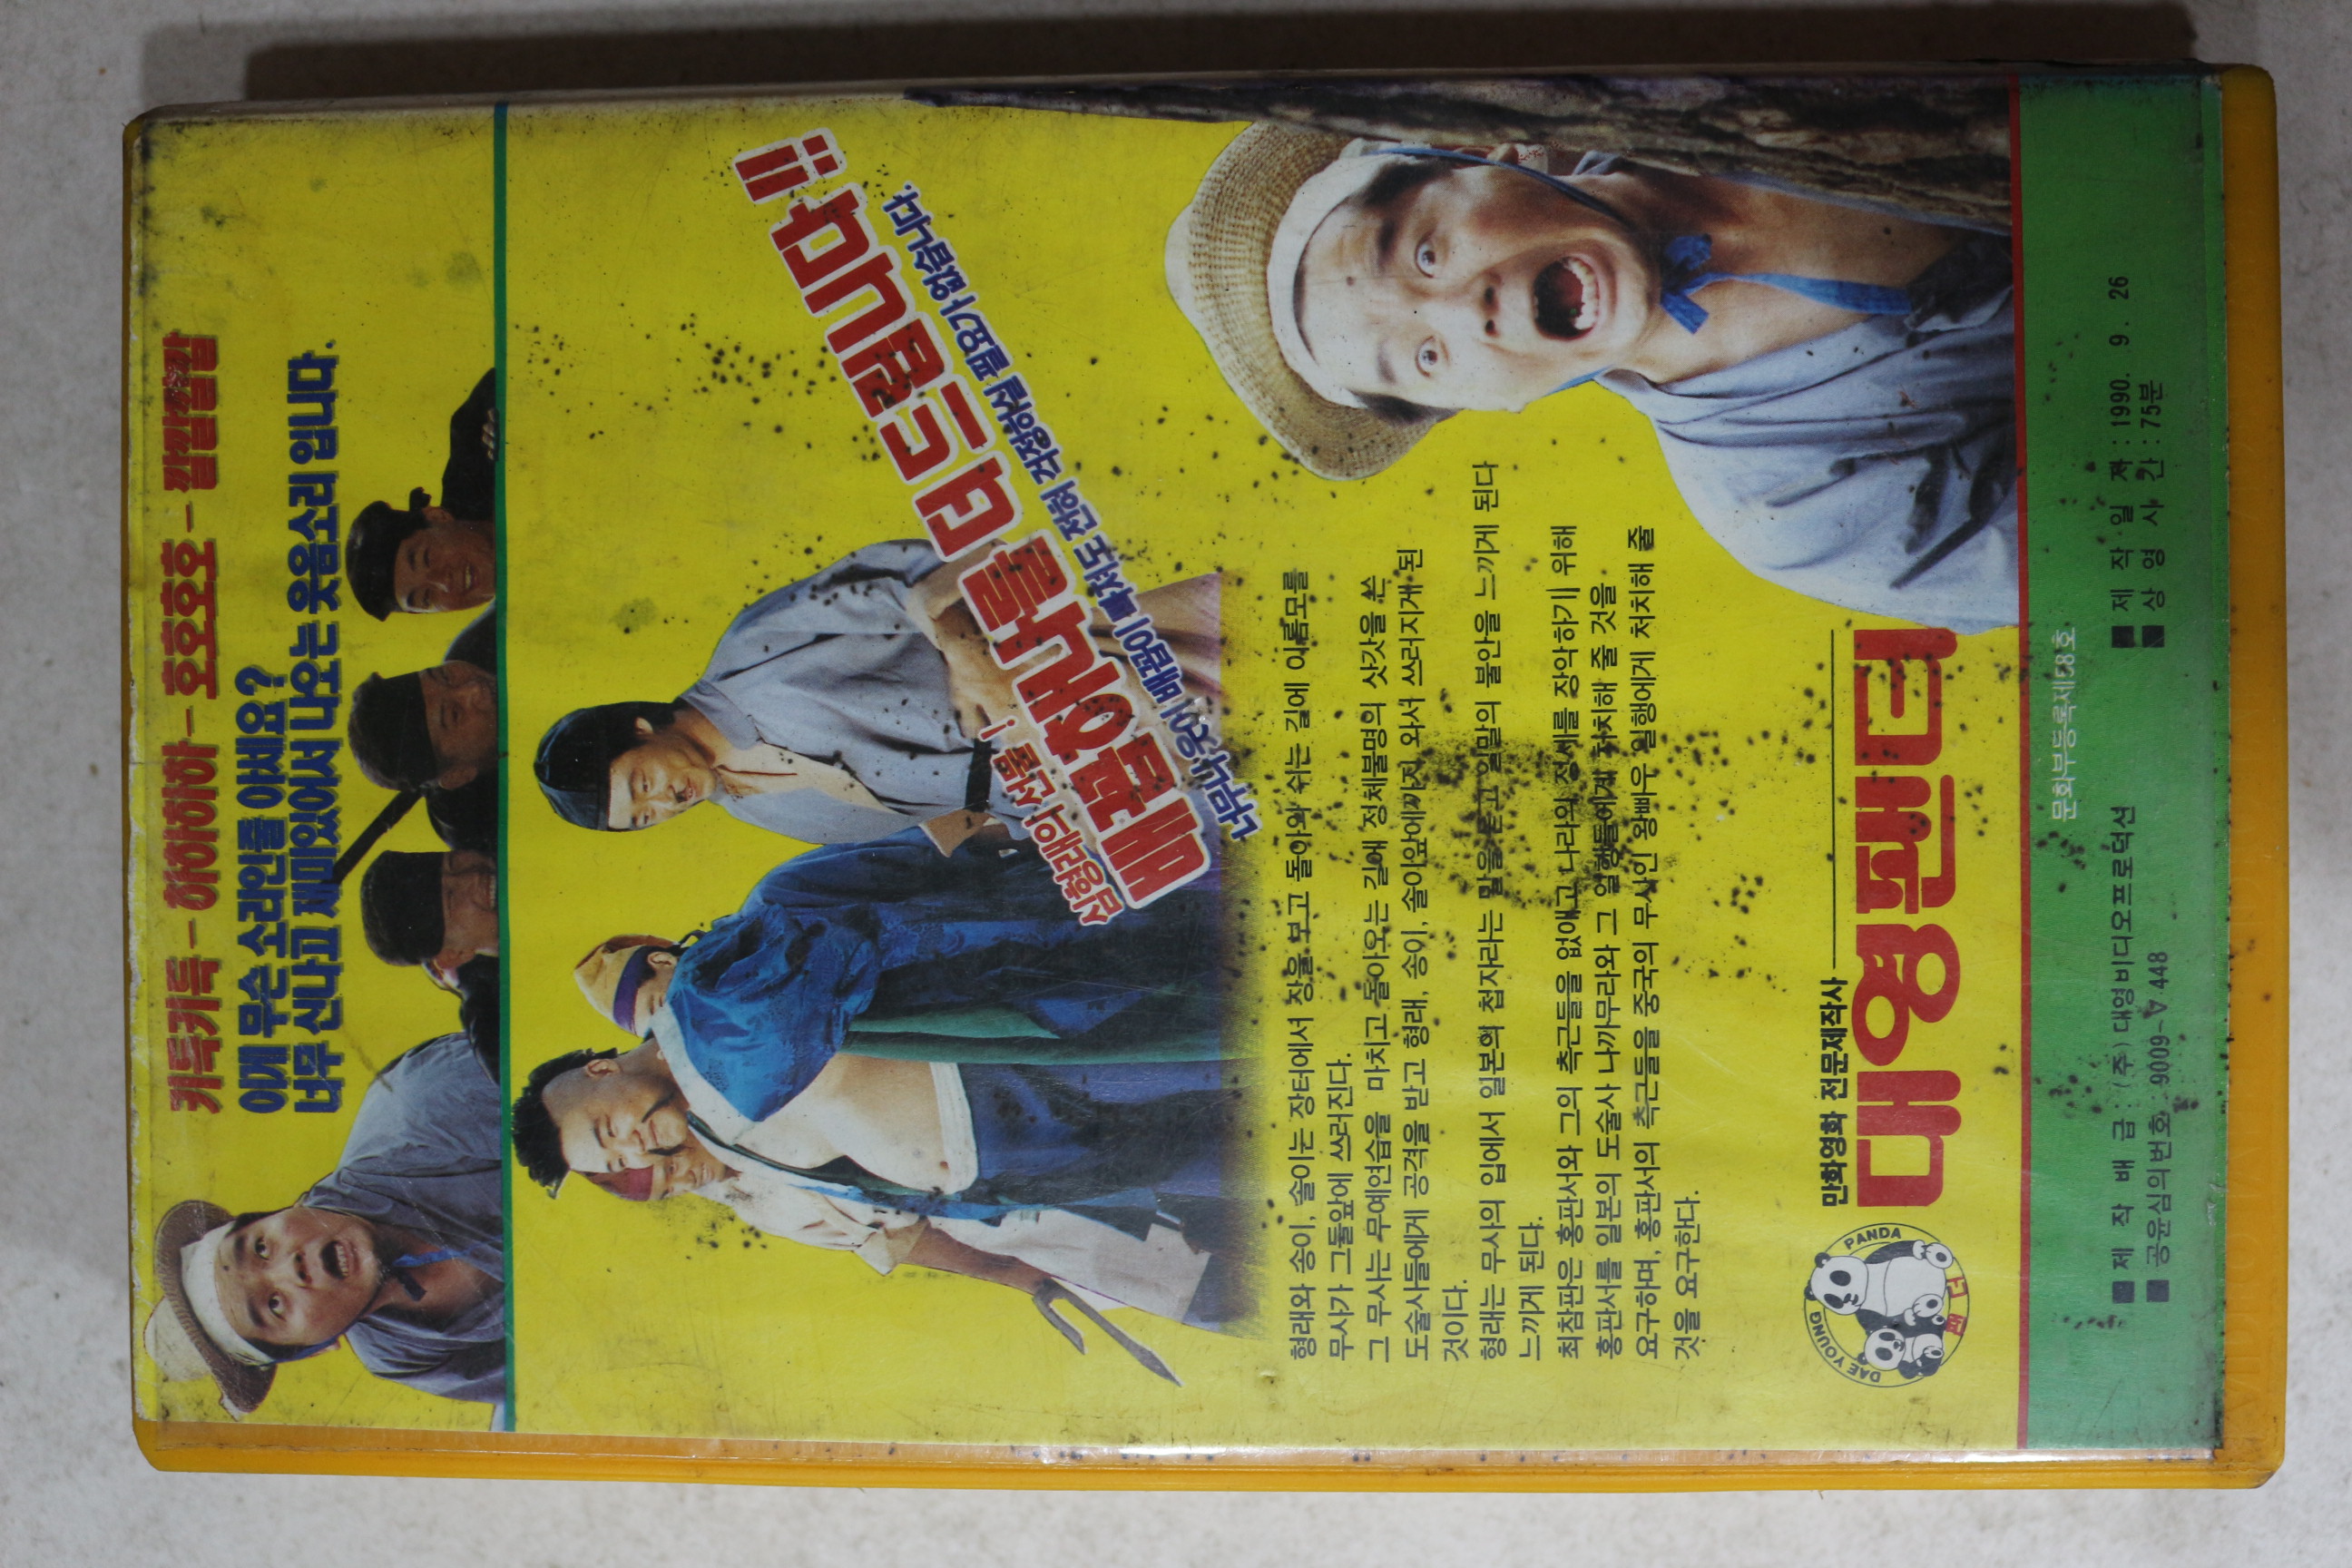 키득키득 – 하하하하 – 호호호호 – 깔깔깔깔
이게 무슨 소리인줄 아세요?
너무 신나고 재미있어서 나오는 웃음소리 입니다.
심형래의 선물!
배꼽하나를 더 드립니다!!
너무나 웃어 배꼽이 빠져도 전혀 걱정하실 필요가 없습니다.
형래와 송이, 솔이는 장터에서 장을 보고 돌아와 쉬는 길에 이름모를
무사가 그들앞에 쓰러진다.
그 무사는 무예연습을 마치고 돌아오는 길에 정체불명의 삿갓을 쓴
도술사들에게 공격을 받고 형래, 송이, 솔이앞에까지 와서 쓰러지게 된
것이다.
형래는 무사의 입에서 일본의 첩자라는 말을 듣고 일말의 불안을 느끼게 된다
느끼게 된다.
최참판은 홍판서와 그의 측근들을 없애고 나라의 정세를 장악하기 위해
홍판서를 일본의 도술사 나까무라와 그 일행들에게 처치해 줄 것을
요구하며, 홍판서의 측근들을 중국의 무사인 왕빠우 일행에게 처치해 줄
것을 요구한다.
만화영화 전문제작사
대영팬더
DAE YOUNG PANDA
팬더
문화부등록제58호
■ 제 작 배 급 : (주) 대영비디오프로덕션
■ 공윤심의번호 : 9009-V 448
■ 제 작 일 자 : 1990. 9. 26
■ 상 영 시 간 : 75분